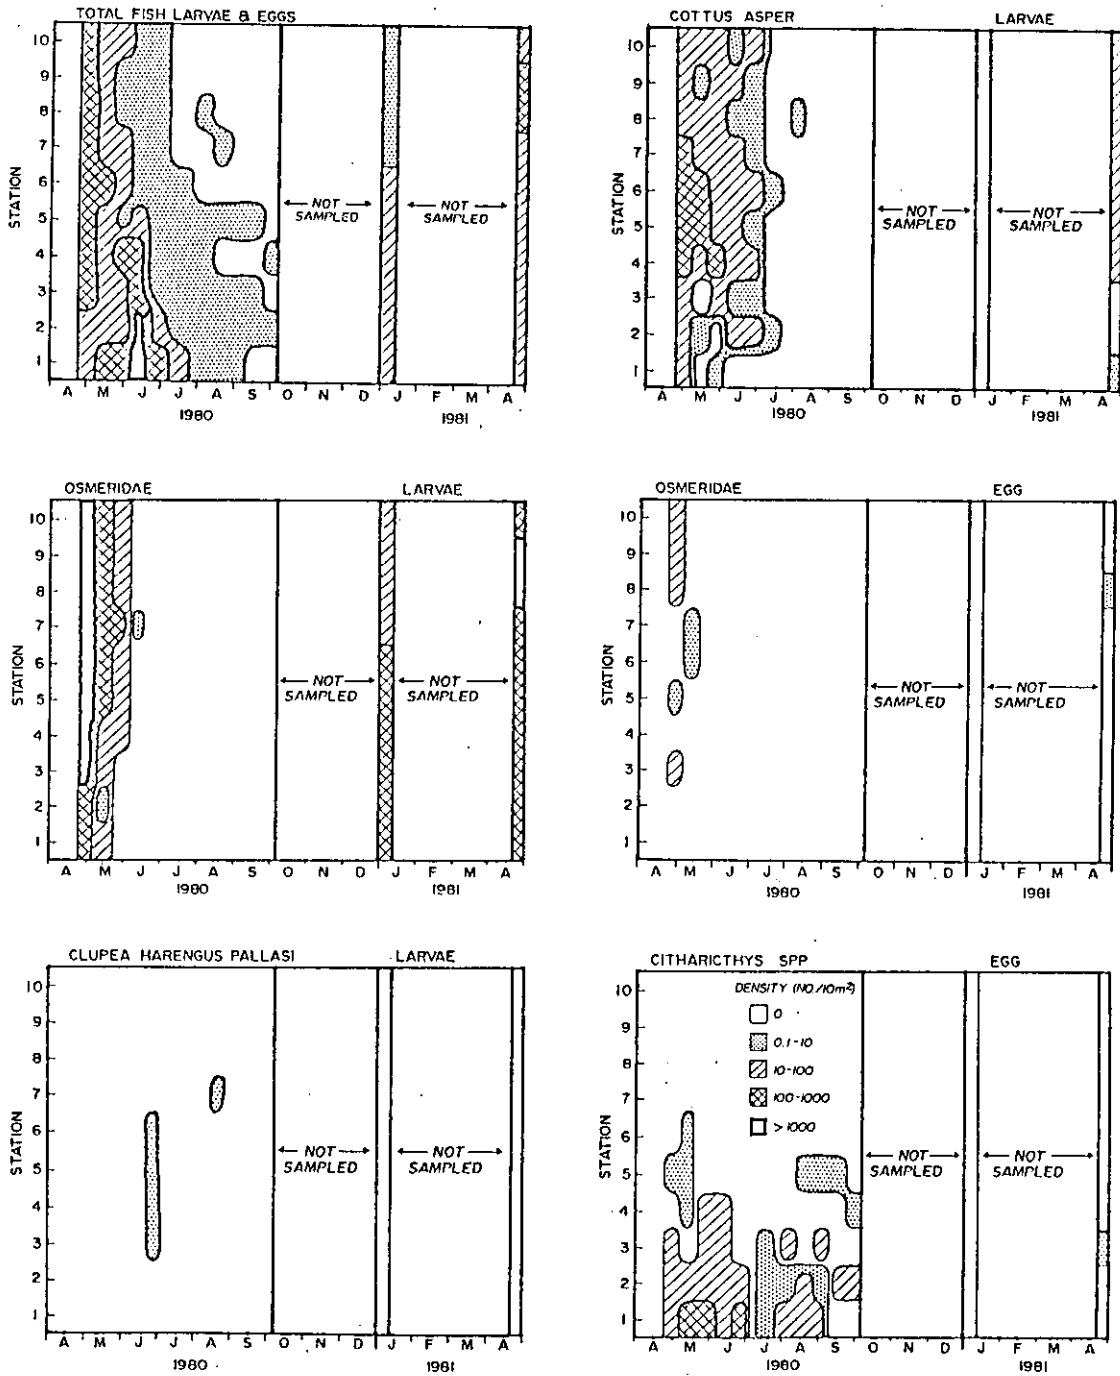 TOTAL FISH LARVAE & EGGS
10
9
8
7
6
5
4
3
2
1
STATION
NOT SAMPLED
NOT SAMPLED
A M J J A S O N D J F M A
1980 1981
COTTUS ASPER LARVAE
10
9
8
7
6
5
4
3
2
1
STATION
NOT SAMPLED
NOT SAMPLED
A M J J A S O N D J F M A
1980 1981
OSMERIDAE LARVAE
10
9
8
7
6
5
4
3
2
1
STATION
NOT SAMPLED
NOT SAMPLED
A M J J A S O N D J F M A
1980 1981
OSMERIDAE EGG
10
9
8
7
6
5
4
3
2
1
STATION
NOT SAMPLED
NOT SAMPLED
A M J J A S O N D J F M A
1980 1981
CLUPEA HARENGUS PALLASI LARVAE
10
9
8
7
6
5
4
3
2
1
STATION
NOT SAMPLED
NOT SAMPLED
A M J J A S O N D J F M A
1980 1981
CITHARICTHYS SPP EGG
DENSITY (NO./10m²)
0
0.1-10
10-100
100-1000
>1000
10
9
8
7
6
5
4
3
2
1
STATION
NOT SAMPLED
NOT SAMPLED
A M J J A S O N D J F M A
1980 1981